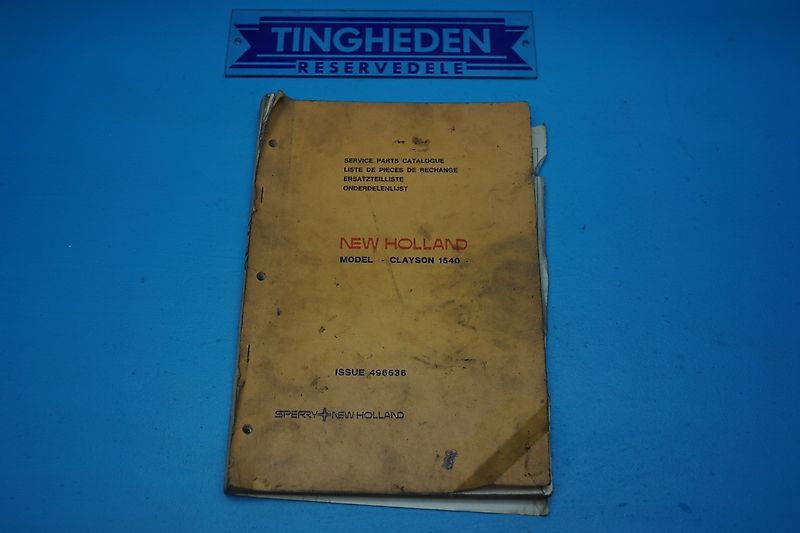 TINGHEDEN
RESERVEDELE
SERVICE PARTS CATALOGUE
LISTE DE PIECES DE RECHANGE
ERSATZTEILLISTE
ONDERDELENLIJST
NEW HOLLAND
MODEL - CLAYSON 1540 -
ISSUE 496536
SPERRY NEW HOLLAND